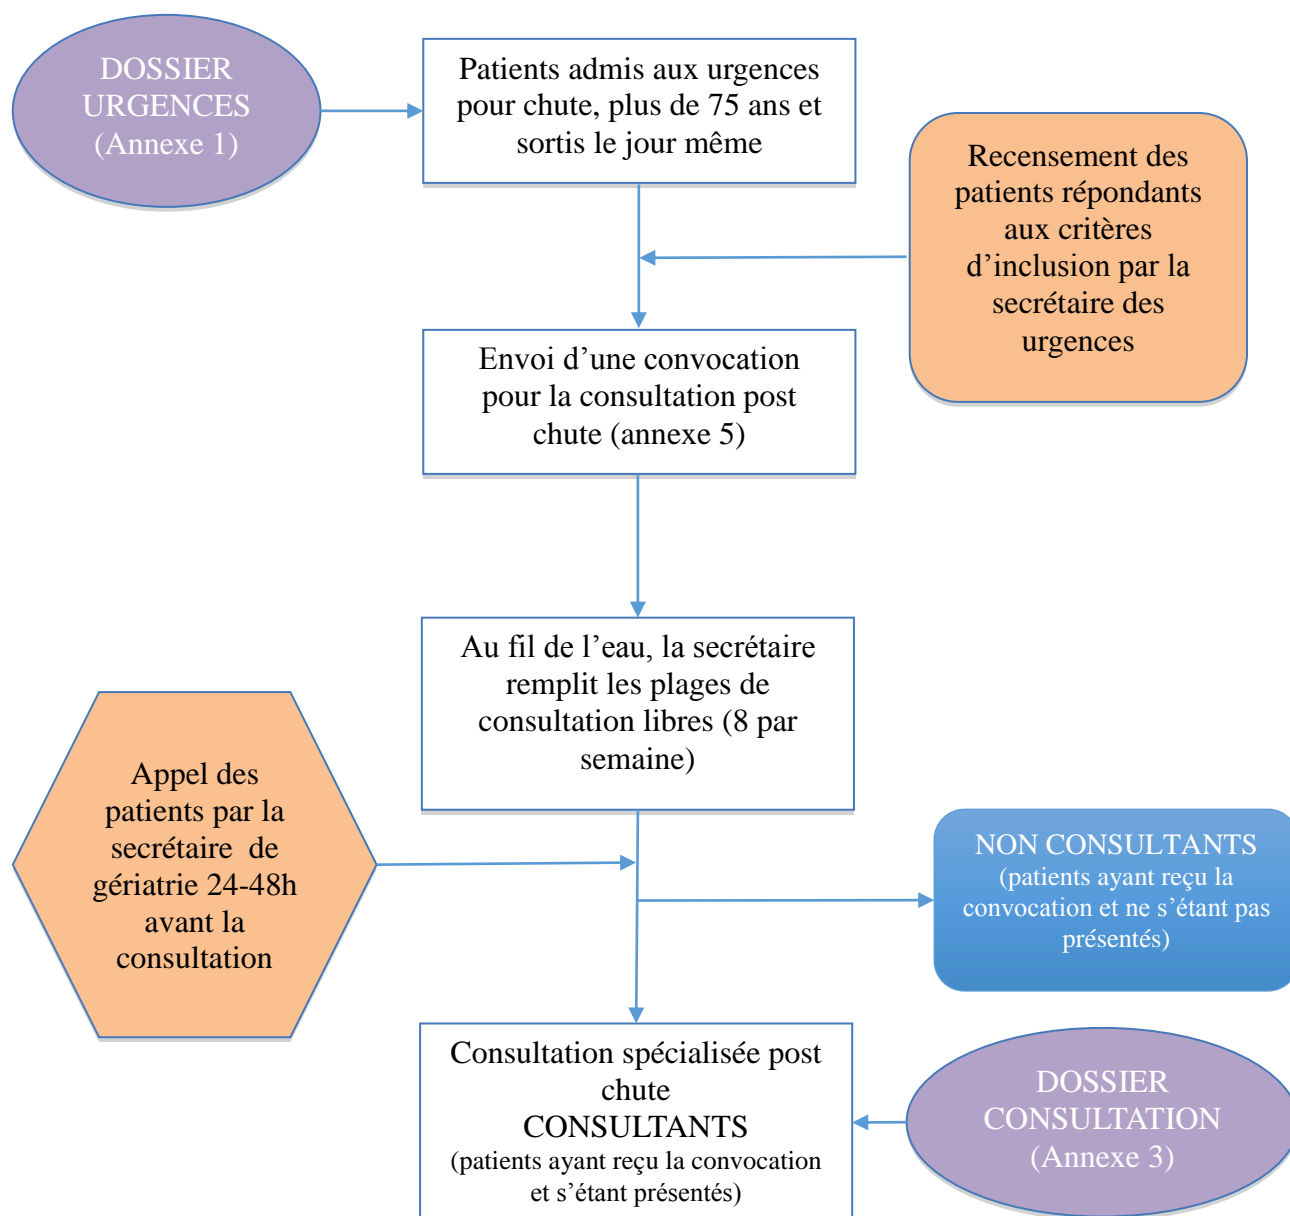 DOSSIER
URGENCES
(Annexe 1)
Patients admis aux urgences
pour chute, plus de 75 ans et
sortis le jour même
Recensement des
patients répondants
aux critères
d’inclusion par la
secrétaire des
urgences
Envoi d’une convocation
pour la consultation post
chute (annexe 5)
Au fil de l’eau, la secrétaire
remplit les plages de
consultation libres (8 par
semaine)
Appel des
patients par la
secrétaire de
gériatrie 24-48h
avant la
consultation
NON CONSULTANTS
(patients ayant reçu la
convocation et ne s’étant pas
présentés)
Consultation spécialisée post
chute
CONSULTANTS
(patients ayant reçu la convocation
et s’étant présentés)
DOSSIER
CONSULTATION
(Annexe 3)